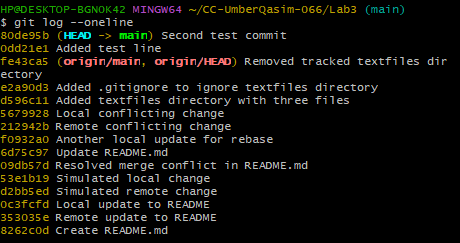 HP@DESKTOP-BGNOK42 MINGW64 ~/CC-UmberQasim-066/Lab3 (main)
$ git log --oneline
80de95b (HEAD -> main) Second test commit
0dd21e1 Added test line
fe43ca5 (origin/main, origin/HEAD) Removed tracked textfiles dir
ectory
e2a90d3 Added .gitignore to ignore textfiles directory
d596c11 Added textfiles directory with three files
5679928 Local conflicting change
212942b Remote conflicting change
f0932a0 Another local update for rebase
6d75c97 Update README.md
09db57d Resolved merge conflict in README.md
53e1b19 Simulated local change
d2bb5ed Simulated remote change
0c3fcfd Local update to README
353035e Remote update to README
8262c0d Create README.md